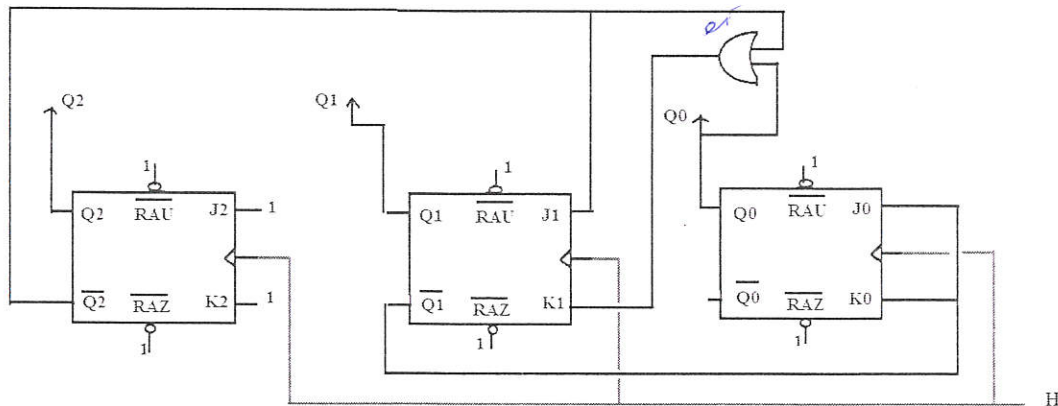 Q2
Q1
Q0
1
1
1
Q2 RAU J2 1
Q1 RAU J1
Q0 RAU J0
Q2 RAZ K2 1
Q1 RAZ K1
Q0 RAZ K0
1
1
1
H